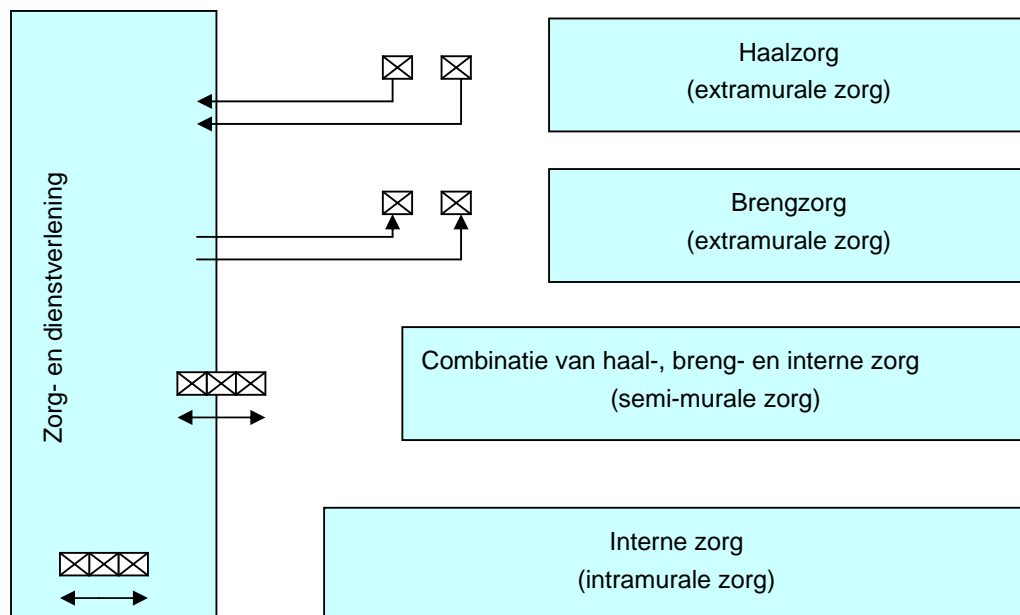 Zorg- en dienstverlening
Haalzorg
(extramurale zorg)
Brengzorg
(extramurale zorg)
Combinatie van haal-, breng- en interne zorg
(semi-murale zorg)
Interne zorg
(intramurale zorg)